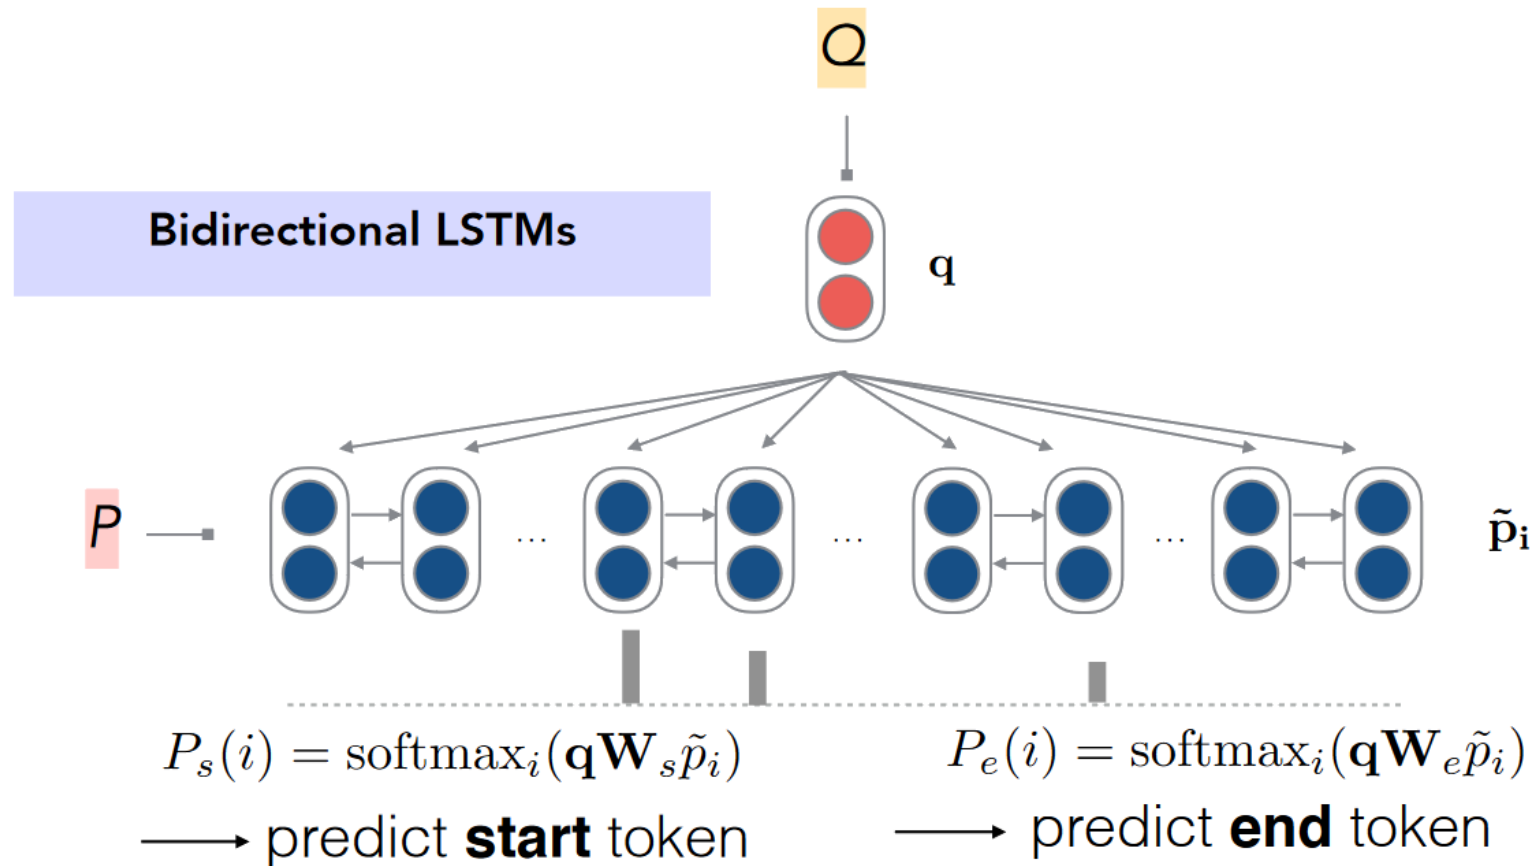 Q
Bidirectional LSTMs
q
P
... ... ...
p̃ᵢ
Pₛ(i) = softmaxᵢ(qWₛp̃ᵢ)
Pₑ(i) = softmaxᵢ(qWₑp̃ᵢ)
→ predict start token
→ predict end token